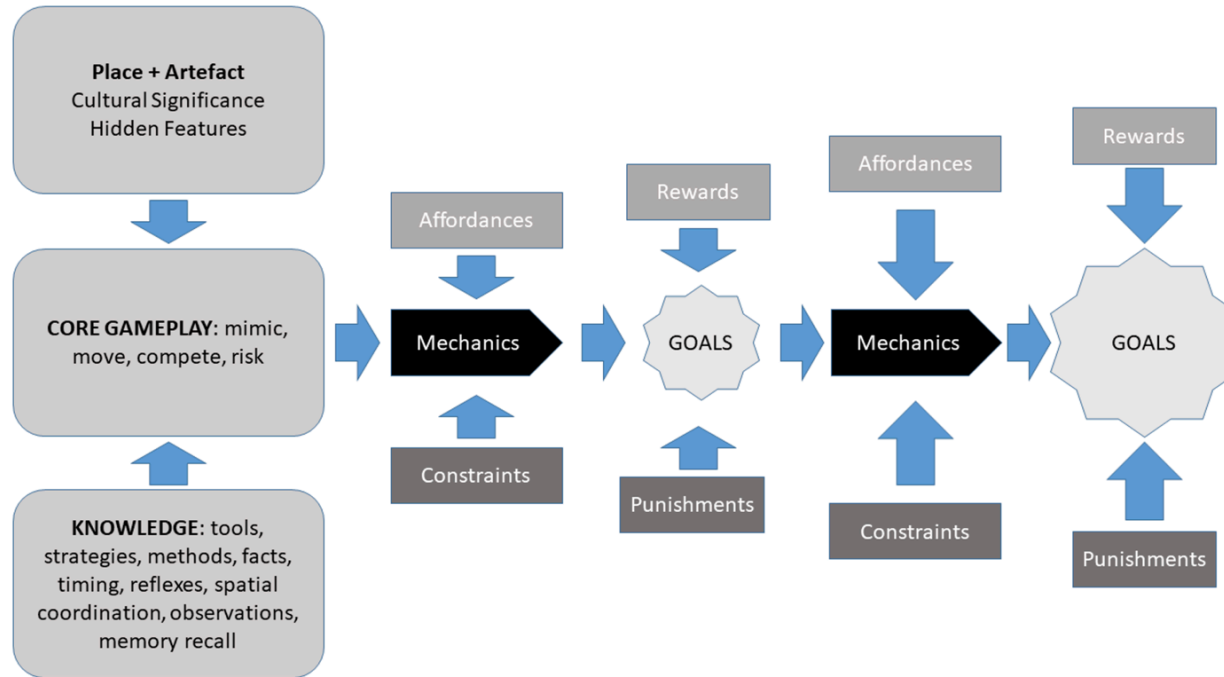 Place + Artefact
Cultural Significance
Hidden Features
CORE GAMEPLAY: mimic,
move, compete, risk
KNOWLEDGE: tools,
strategies, methods, facts,
timing, reflexes, spatial
coordination, observations,
memory recall
Affordances
Mechanics
Constraints
Rewards
GOALS
Punishments
Affordances
Mechanics
Constraints
Rewards
GOALS
Punishments